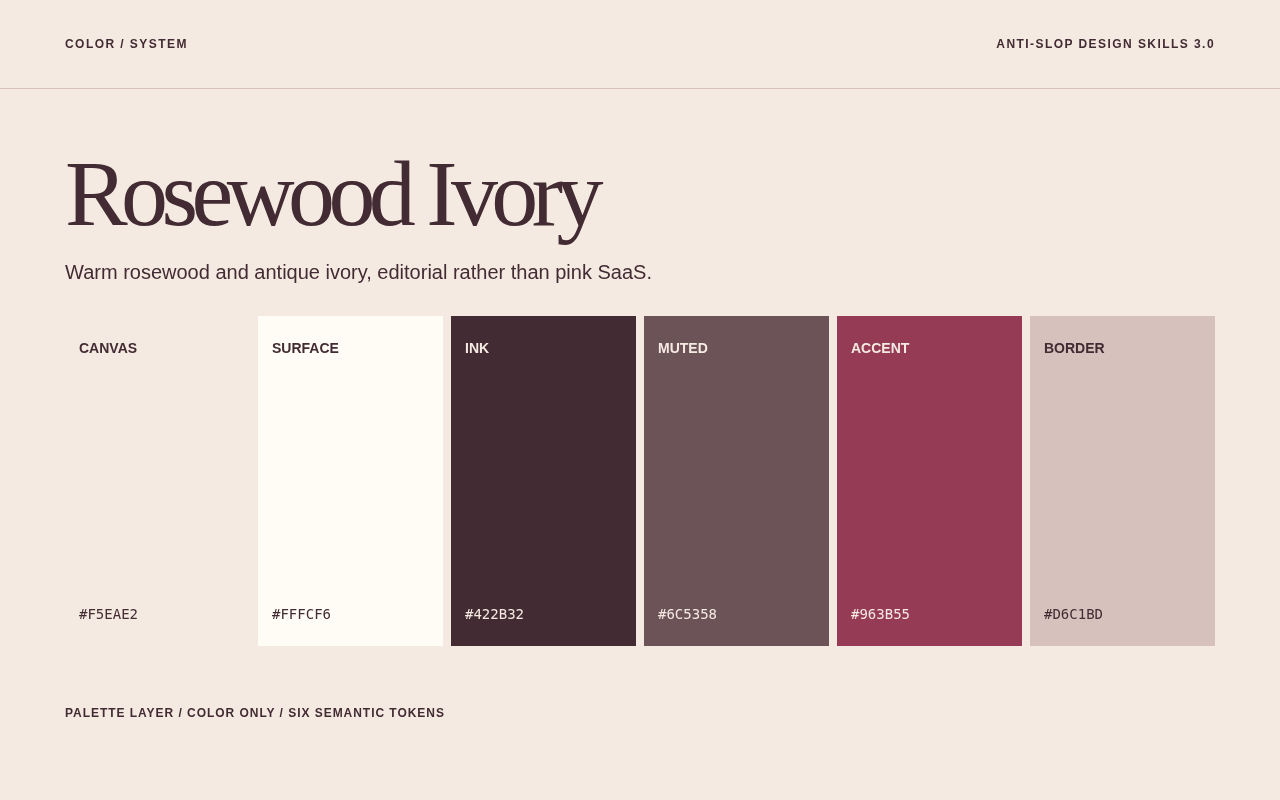 COLOR / SYSTEM
ANTI-SLOP DESIGN SKILLS 3.0
Rosewood Ivory
Warm rosewood and antique ivory, editorial rather than pink SaaS.
CANVAS
SURFACE
INK
MUTED
ACCENT
BORDER
#F5EAE2
#FFFCF6
#422B32
#6C5358
#963B55
#D6C1BD
PALETTE LAYER / COLOR ONLY / SIX SEMANTIC TOKENS